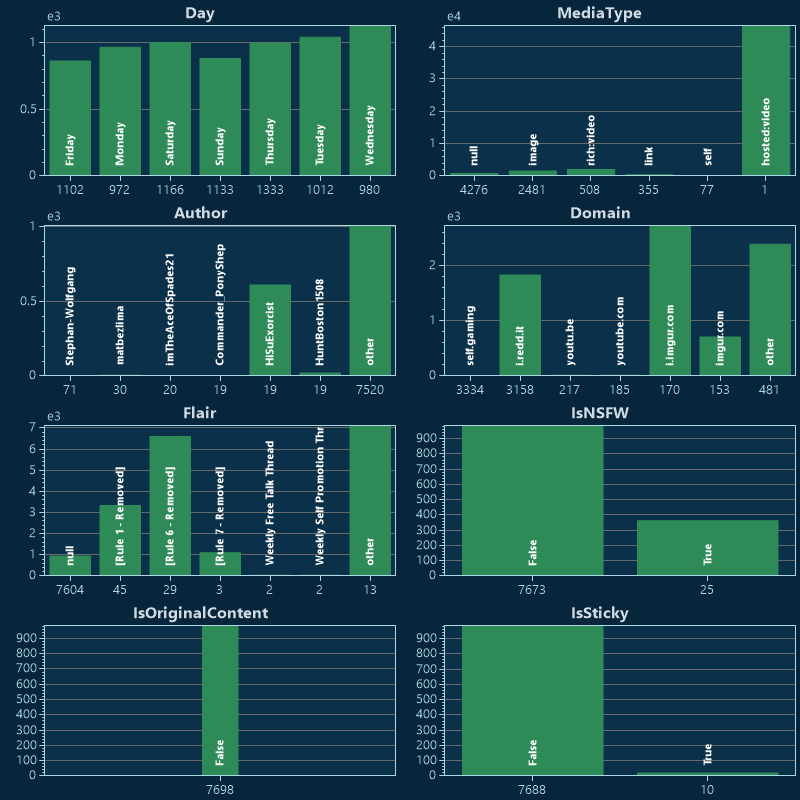 Day
1e3
1
0.5
0
Friday
Monday
Saturday
Sunday
Thursday
Tuesday
Wednesday
1102 972 1166 1133 1333 1012 980
MediaType
e4
4
3
2
1
0
null
image
rich:video
link
self
hosted:video
4276 2481 508 355 77 1
Author
e3
1
0.5
0
Stephan-Wolfgang
matbezlima
imTheAceOfSpades21
Commander_PonyShep
HiSuExorcist
HuntBoston1508
other
71 30 20 19 19 19 7520
Domain
e3
2
1
0
self.gaming
i.redd.it
youtu.be
youtube.com
i.imgur.com
imgur.com
other
3334 3158 217 185 170 153 481
Flair
e3
7
6
5
4
3
2
1
0
null
[Rule 1 - Removed]
[Rule 6 - Removed]
[Rule 7 - Removed]
Weekly Free Talk Thread
Weekly Self Promotion Thr
other
7604 45 29 3 2 2 13
IsNSFW
900
800
700
600
500
400
300
200
100
0
False
True
7673 25
IsOriginalContent
900
800
700
600
500
400
300
200
100
0
False
7698
IsSticky
900
800
700
600
500
400
300
200
100
0
False
True
7688 10